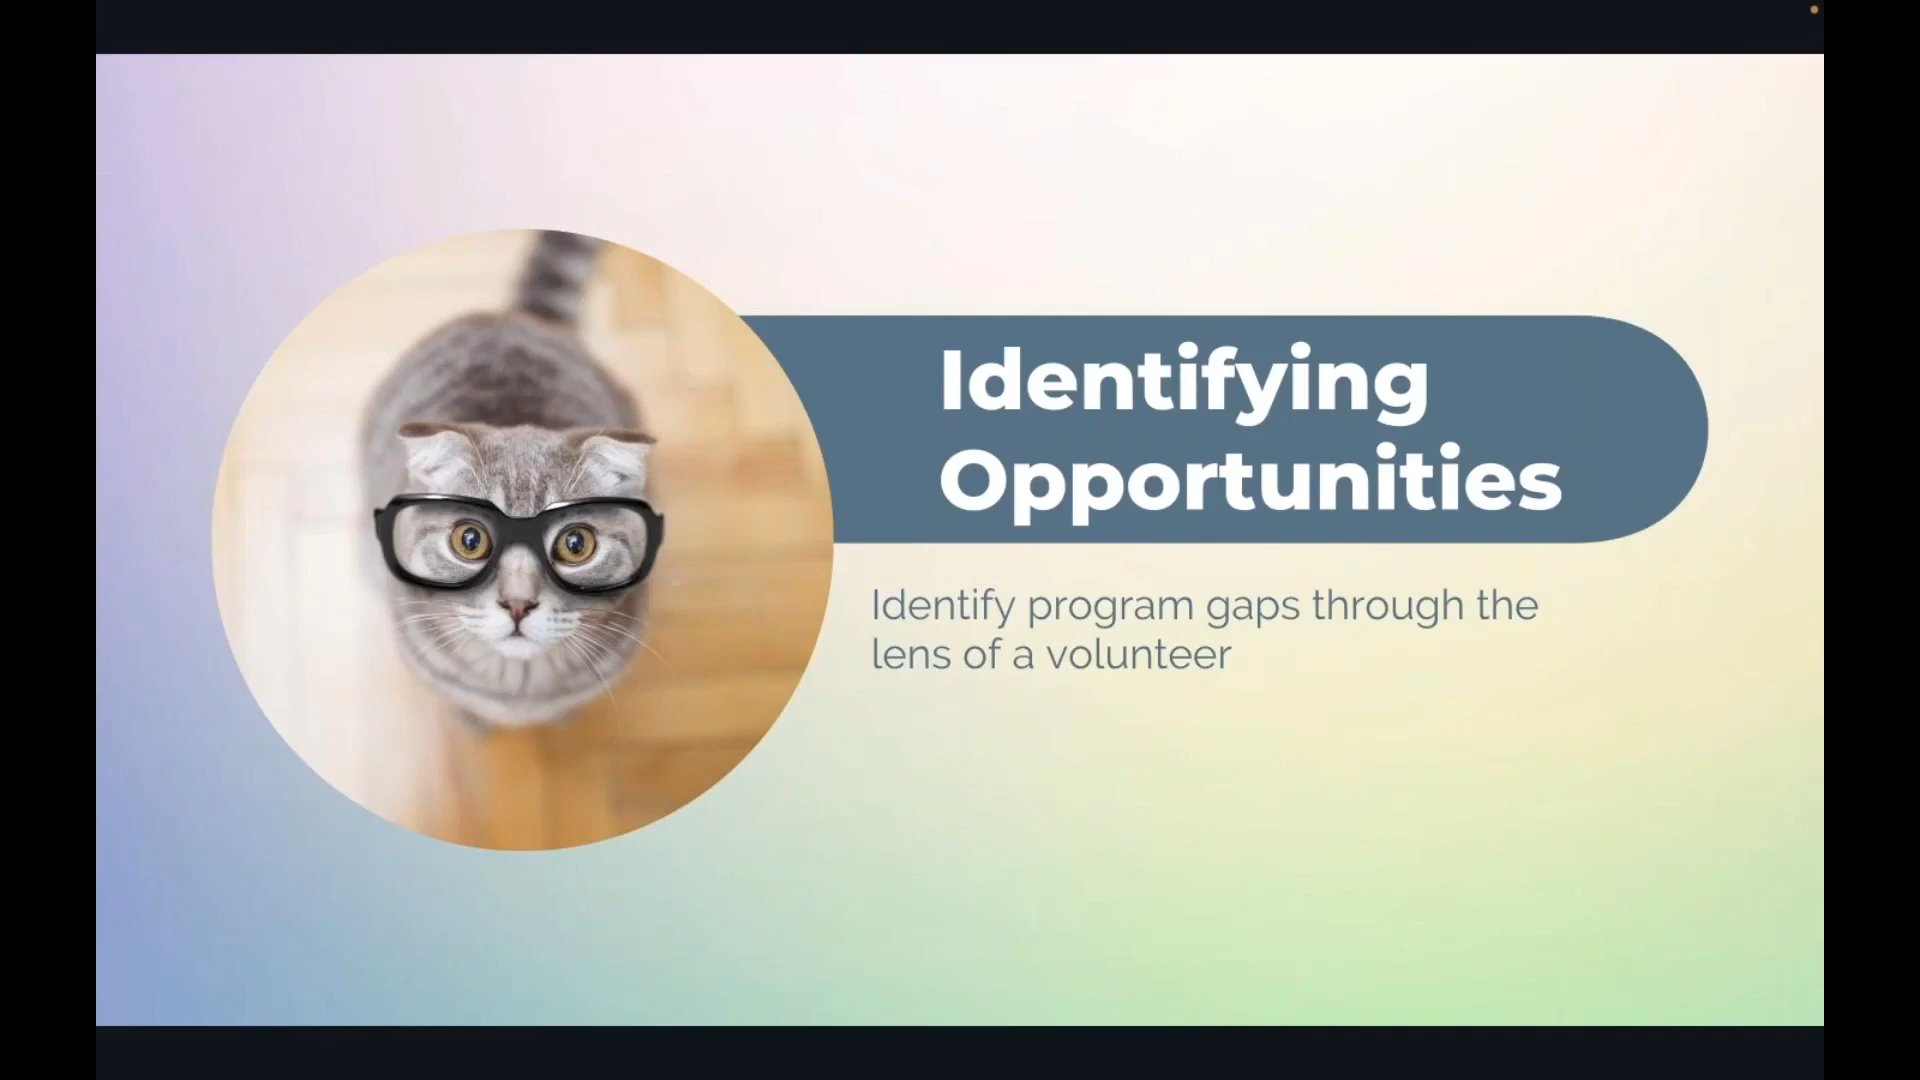 Identifying
Opportunities
Identify program gaps through the
lens of a volunteer